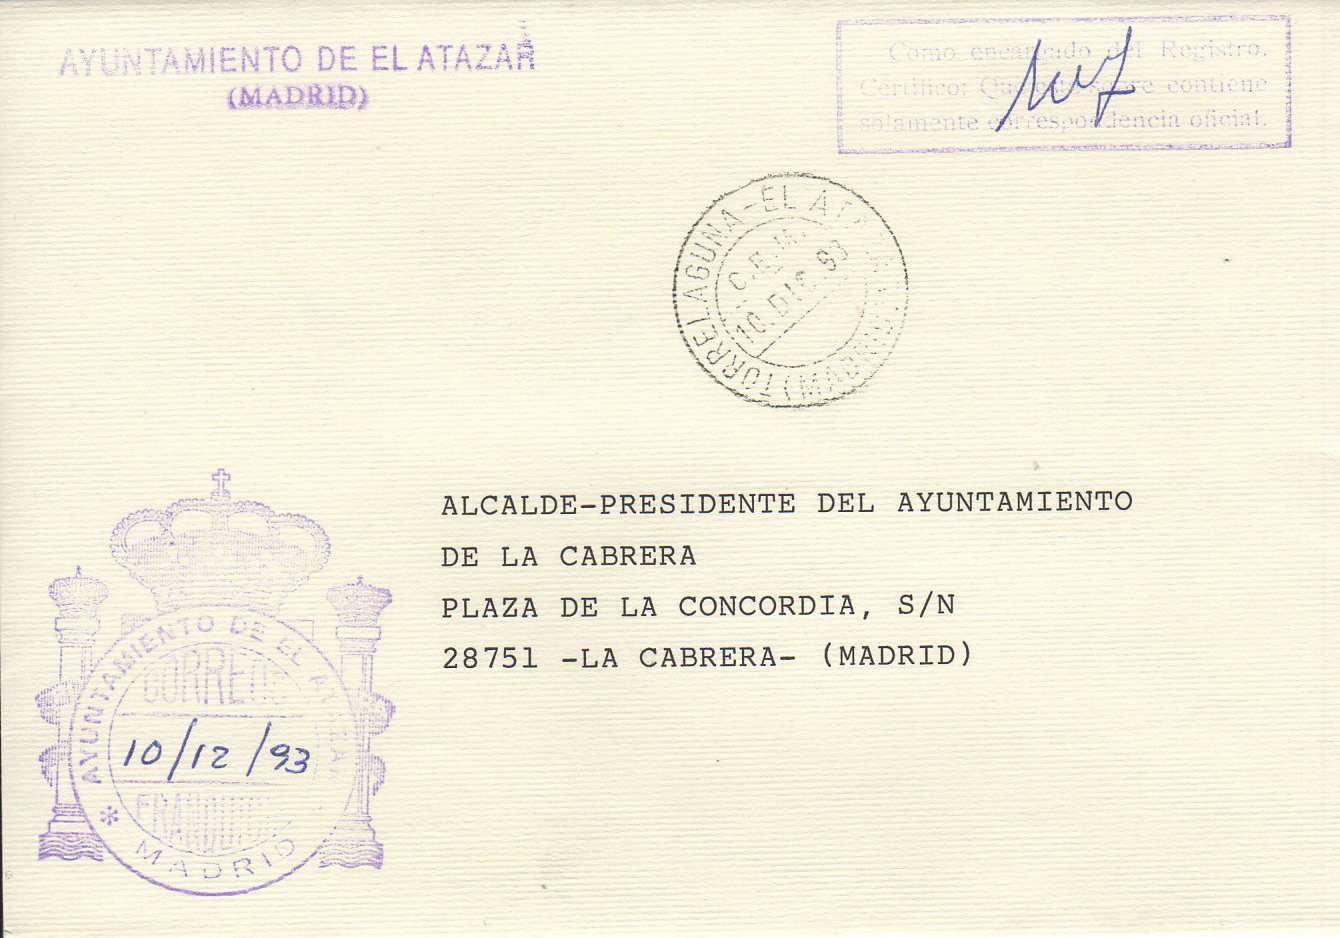 AYUNTAMIENTO DE EL ATAZAR
(MADRID)
Como encargado del Registro.
Certifico: Que este sobre contiene
solamente correspondencia oficial.
TORRELAGUNA-EL ATAZAR (MADRID)
10.DIC.93
ALCALDE-PRESIDENTE DEL AYUNTAMIENTO
DE LA CABRERA
PLAZA DE LA CONCORDIA, S/N
28751 -LA CABRERA- (MADRID)
AYUNTAMIENTO DE EL ATAZAR
CORREOS
10/12/93
FRANQUICIA
* MADRID